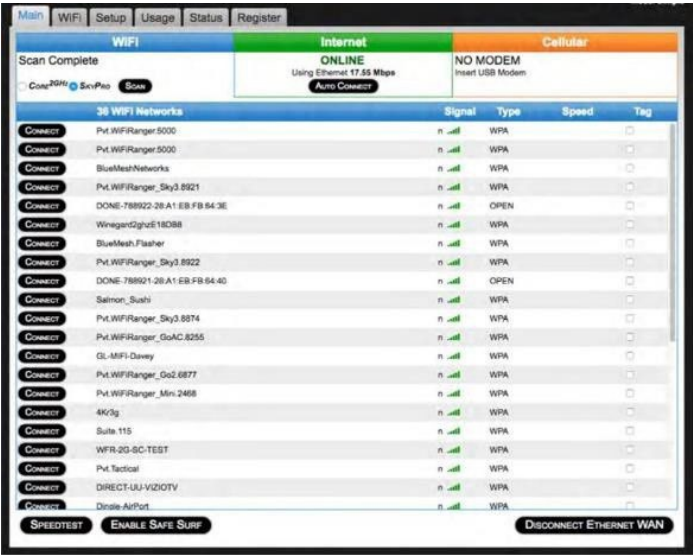 Main WiFi Setup Usage Status Register
WiFi Internet Cellular
Scan Complete ONLINE NO MODEM
Using Ethernet 17.55 Mbps Insert USB Modem
CORE 2GHz SKYPRO SCAN AUTO CONNECT
36 WiFi Networks Signal Type Speed Tag
CONNECT Pvt.WiFiRanger.5000 n WPA
CONNECT Pvt.WiFiRanger.5000 n WPA
CONNECT BlueMeshNetworks n WPA
CONNECT Pvt.WiFiRanger_Sky3.8921 n WPA
CONNECT DONE-788922-28:A1:EB:FB:64:3E n OPEN
CONNECT Winegard2ghzE18DBB n WPA
CONNECT BlueMesh.Flasher n WPA
CONNECT Pvt.WiFiRanger_Sky3.8922 n WPA
CONNECT DONE-788921-28:A1:EB:FB:64:40 n OPEN
CONNECT Salmon_Sushi n WPA
CONNECT Pvt.WiFiRanger_Sky3.8874 n WPA
CONNECT Pvt.WiFiRanger_GoAC.8255 n WPA
CONNECT GL-MiFi-Davey n WPA
CONNECT Pvt.WiFiRanger_Go2.6877 n WPA
CONNECT Pvt.WiFiRanger_Mini.2468 n WPA
CONNECT 4Kr3g n WPA
CONNECT Suite.115 n WPA
CONNECT WFR-2G-SC-TEST n WPA
CONNECT Pvt.Tactical n WPA
CONNECT DIRECT-UU-VIZIOTV n WPA
CONNECT Dingle-AirPort n WPA
SPEEDTEST ENABLE SAFE SURF DISCONNECT ETHERNET WAN